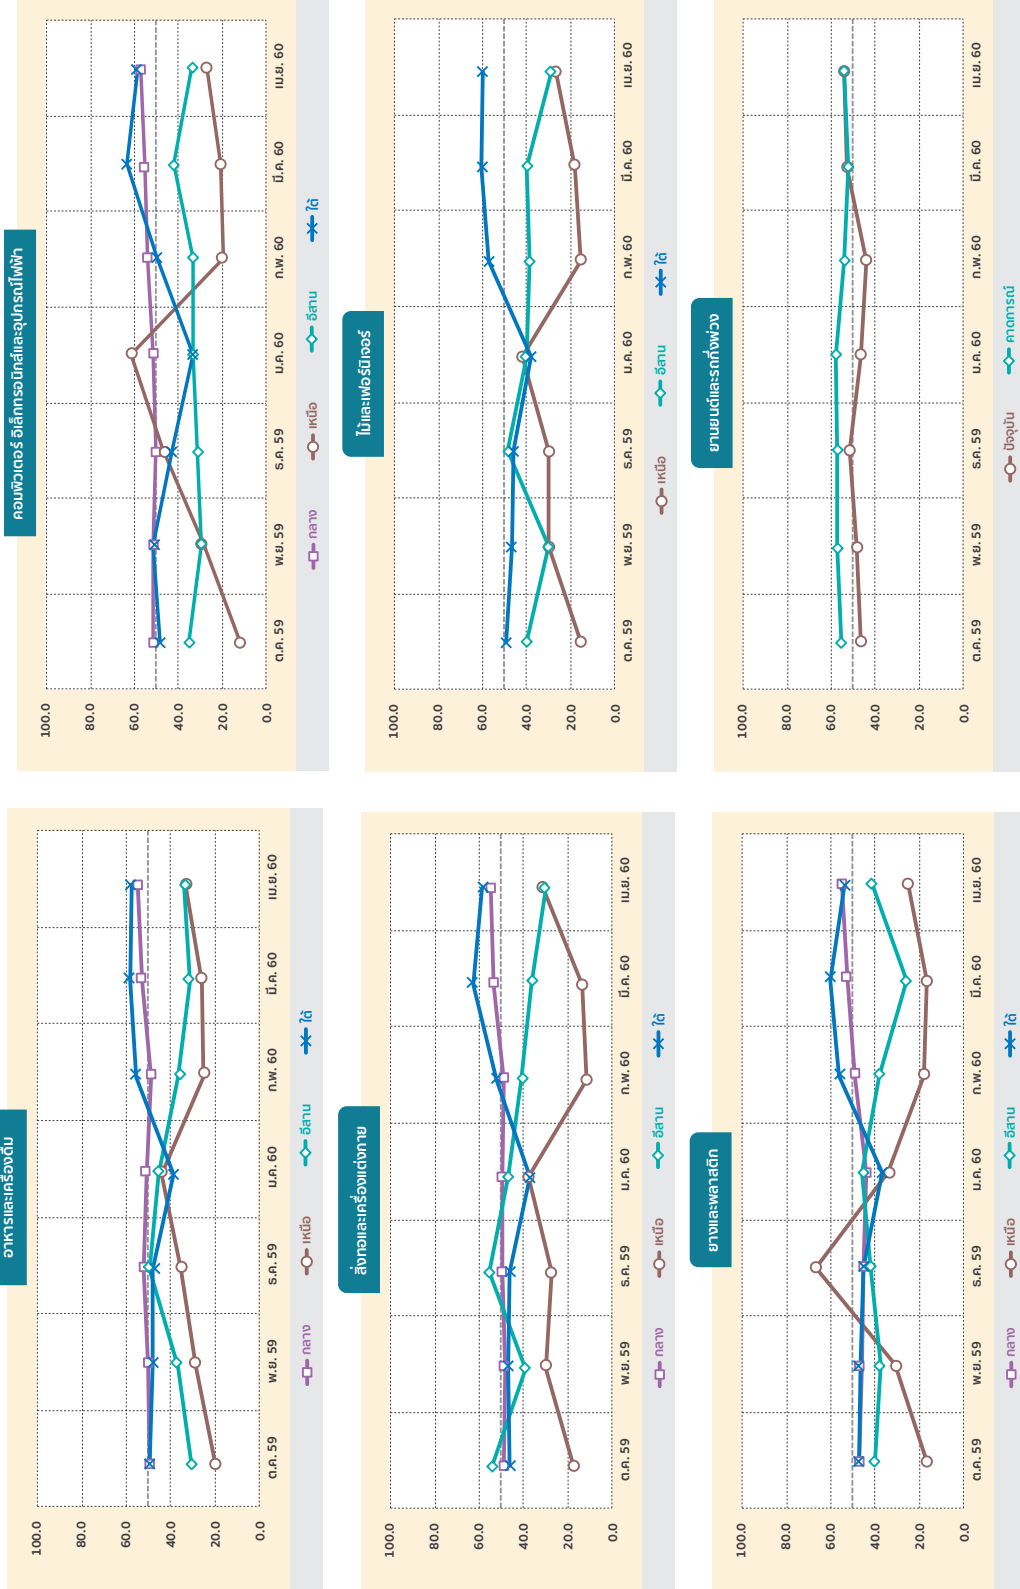 อาหารและเครื่องดื่ม
100.0
80.0
60.0
40.0
20.0
0.0
ต.ค. 59 พ.ย. 59 ธ.ค. 59 ม.ค. 60 ก.พ. 60 มี.ค. 60 เม.ย. 60
กลาง เหนือ อีสาน ใต้
คอมพิวเตอร์ อิเล็กทรอนิกส์และอุปกรณ์ไฟฟ้า
100.0
80.0
60.0
40.0
20.0
0.0
ต.ค. 59 พ.ย. 59 ธ.ค. 59 ม.ค. 60 ก.พ. 60 มี.ค. 60 เม.ย. 60
กลาง เหนือ อีสาน ใต้
สิ่งทอและเครื่องแต่งกาย
100.0
80.0
60.0
40.0
20.0
0.0
ต.ค. 59 พ.ย. 59 ธ.ค. 59 ม.ค. 60 ก.พ. 60 มี.ค. 60 เม.ย. 60
กลาง เหนือ อีสาน ใต้
ไม้และเฟอร์นิเจอร์
100.0
80.0
60.0
40.0
20.0
0.0
ต.ค. 59 พ.ย. 59 ธ.ค. 59 ม.ค. 60 ก.พ. 60 มี.ค. 60 เม.ย. 60
เหนือ อีสาน ใต้
ยางและพลาสติก
100.0
80.0
60.0
40.0
20.0
0.0
ต.ค. 59 พ.ย. 59 ธ.ค. 59 ม.ค. 60 ก.พ. 60 มี.ค. 60 เม.ย. 60
กลาง เหนือ อีสาน ใต้
ยานยนต์และรถกึ่งพ่วง
100.0
80.0
60.0
40.0
20.0
0.0
ต.ค. 59 พ.ย. 59 ธ.ค. 59 ม.ค. 60 ก.พ. 60 มี.ค. 60 เม.ย. 60
ปัจจุบัน คาดการณ์